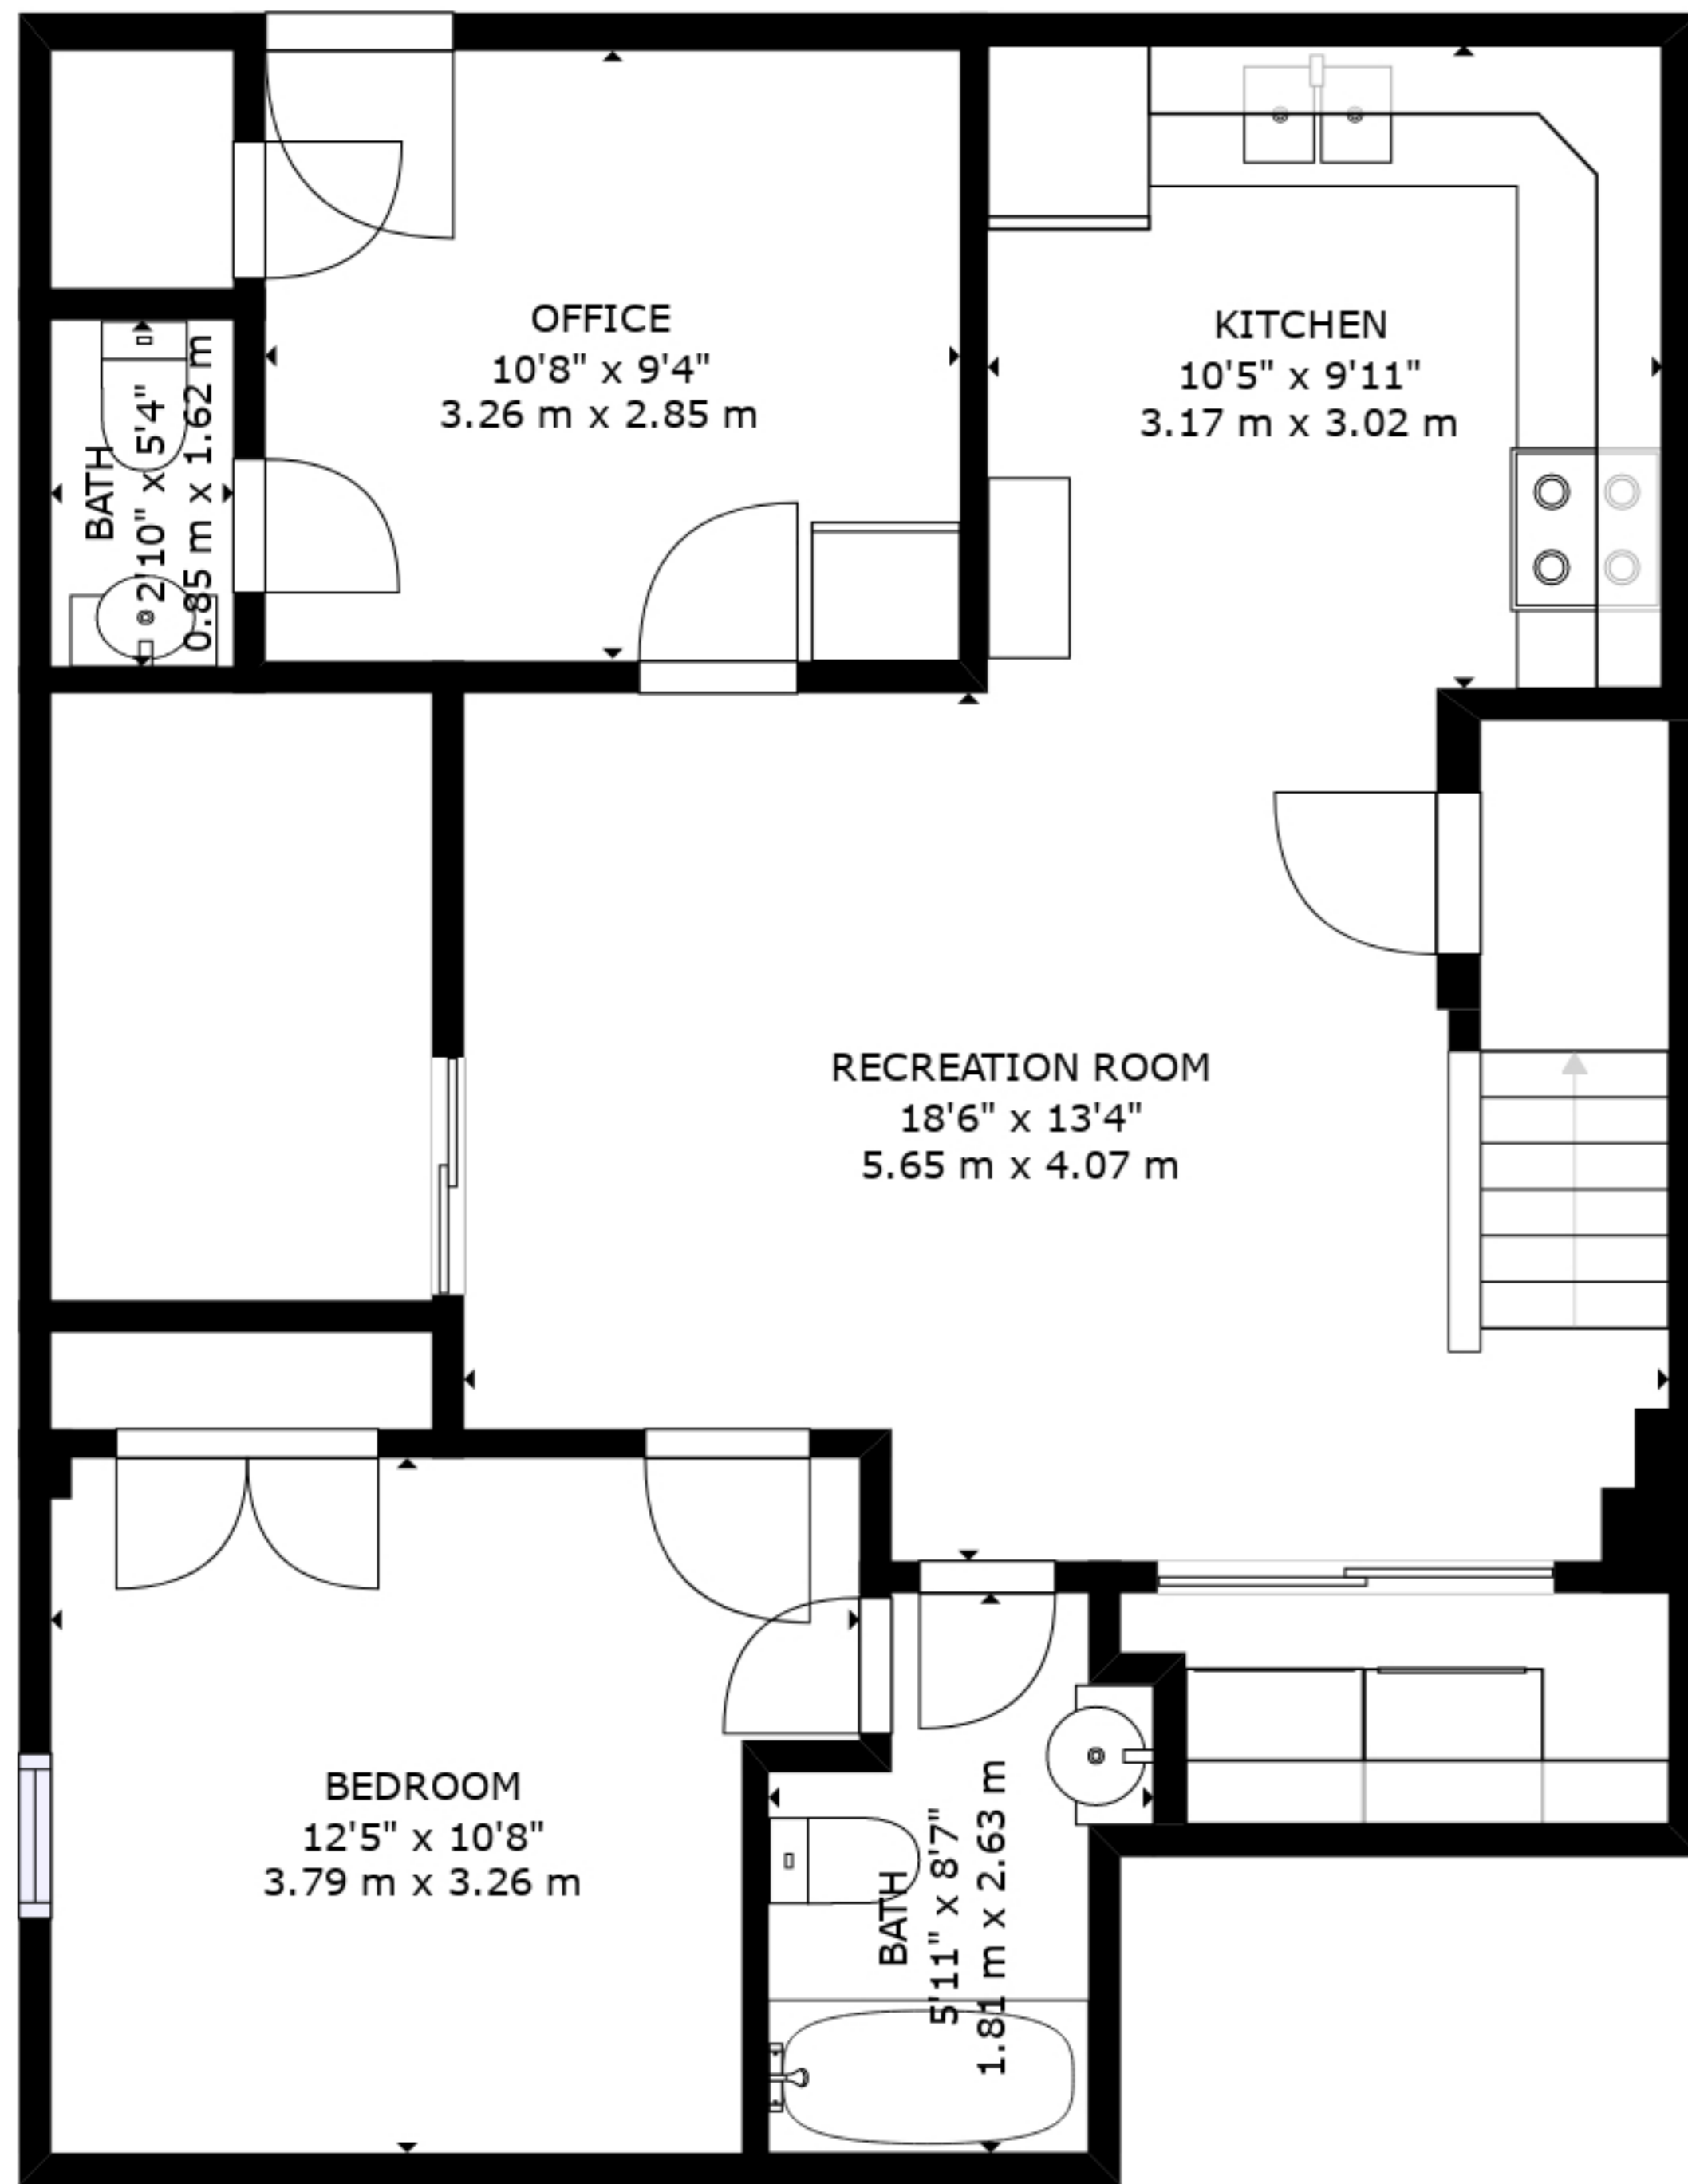 OFFICE
10'8" x 9'4"
3.26 m x 2.85 m
KITCHEN
10'5" x 9'11"
3.17 m x 3.02 m
BATH
2'10" x 5'4"
0.85 m x 1.62 m
RECREATION ROOM
18'6" x 13'4"
5.65 m x 4.07 m
BEDROOM
12'5" x 10'8"
3.79 m x 3.26 m
BATH
5'11" x 8'7"
1.81 m x 2.63 m